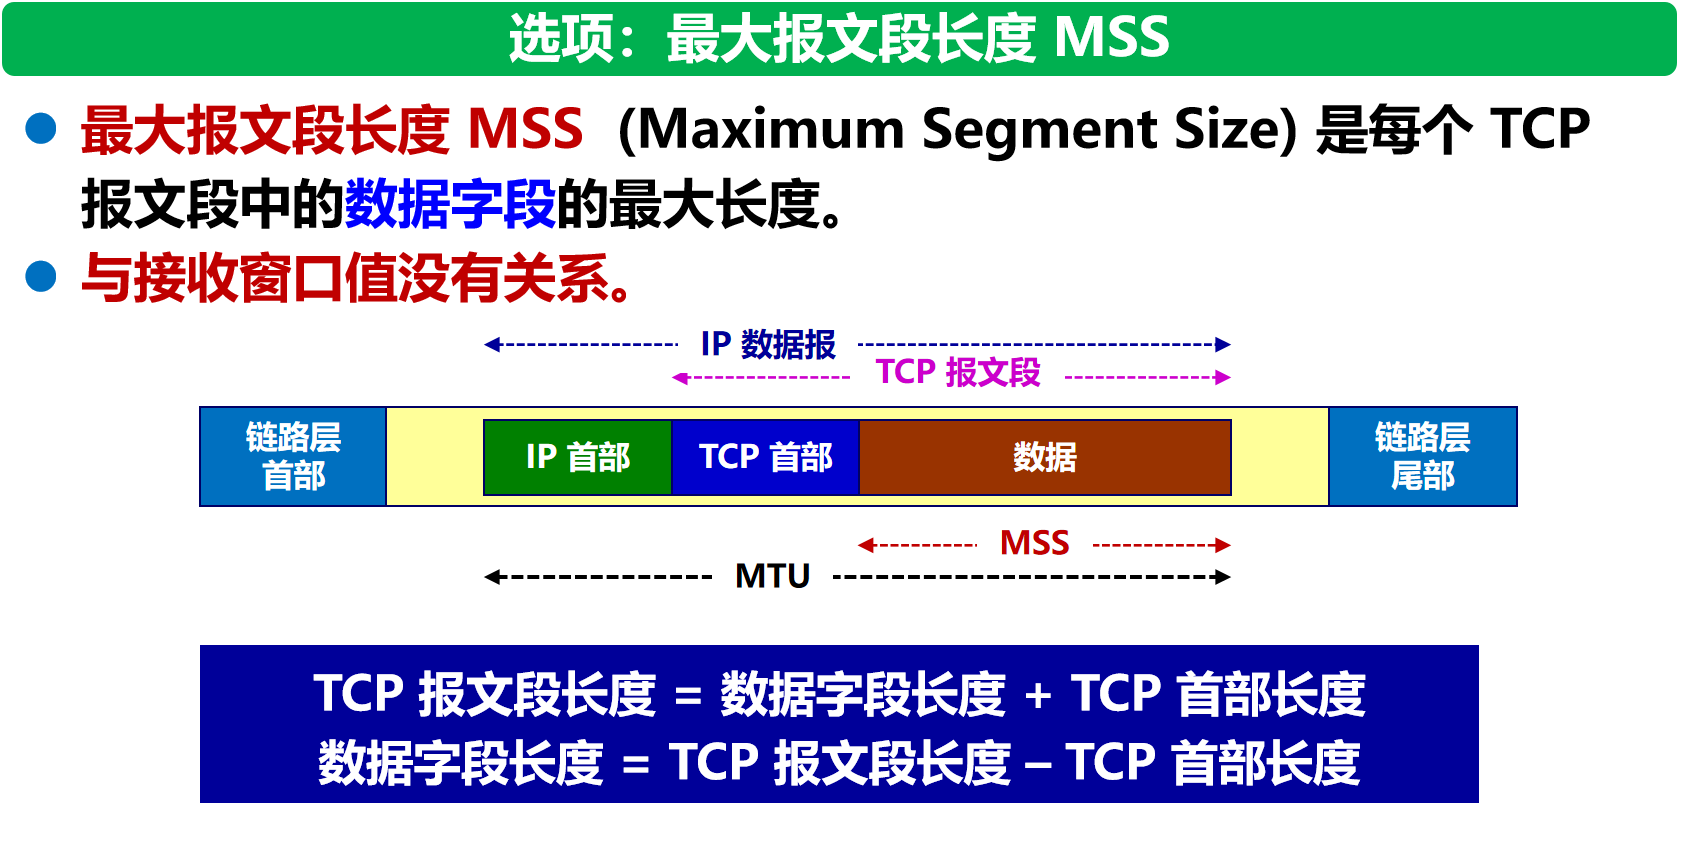 选项：最大报文段长度 MSS
最大报文段长度 MSS (Maximum Segment Size) 是每个 TCP
报文段中的数据字段的最大长度。
与接收窗口值没有关系。
IP 数据报
TCP 报文段
链路层
首部
IP 首部
TCP 首部
数据
链路层
尾部
MSS
MTU
TCP 报文段长度 = 数据字段长度 + TCP 首部长度
数据字段长度 = TCP 报文段长度 – TCP 首部长度